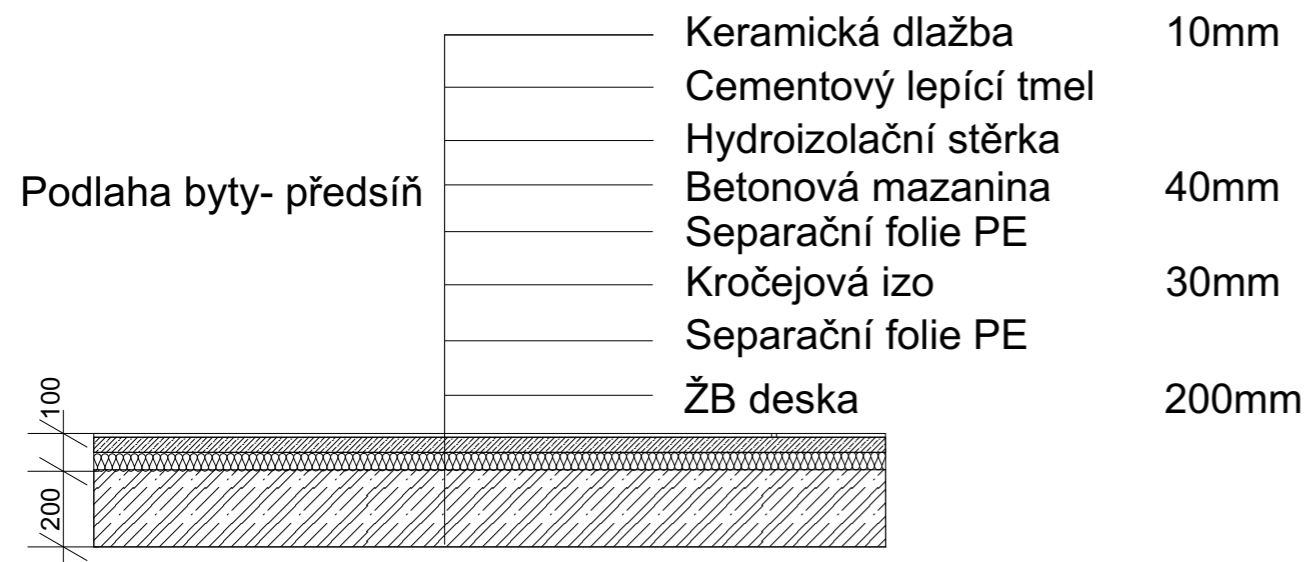 Keramická dlažba 10mm
Cementový lepící tmel
Hydroizolační stěrka
Podlaha byty- předsíň
Betonová mazanina 40mm
Separační folie PE
Kročejová izo 30mm
Separační folie PE
ŽB deska 200mm
100
200